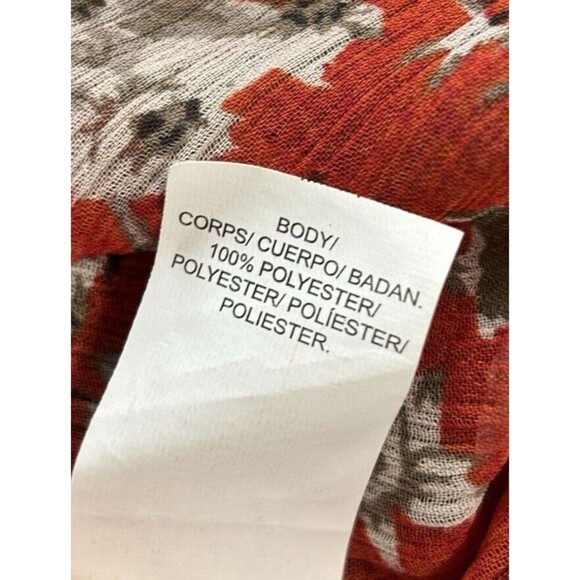 BODY/
CORPS/ CUERPO/ BADAN.
100% POLYESTER/
POLYESTER/ POLÍESTER/
POLIESTER.